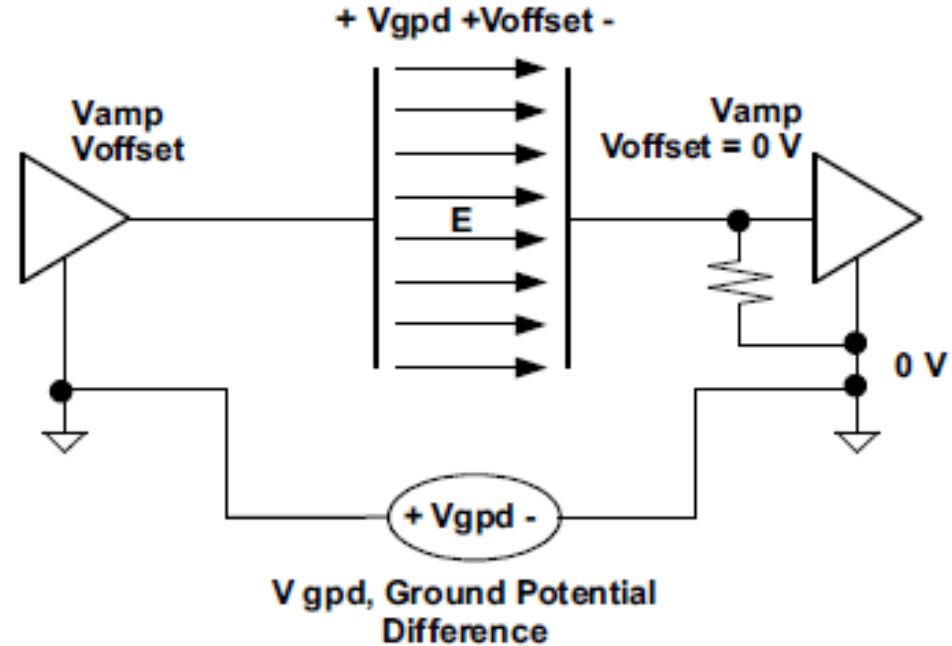 + Vgpd +Voffset -
Vamp
Voffset
Vamp
Voffset = 0 V
E
0 V
+ Vgpd -
V gpd, Ground Potential
Difference